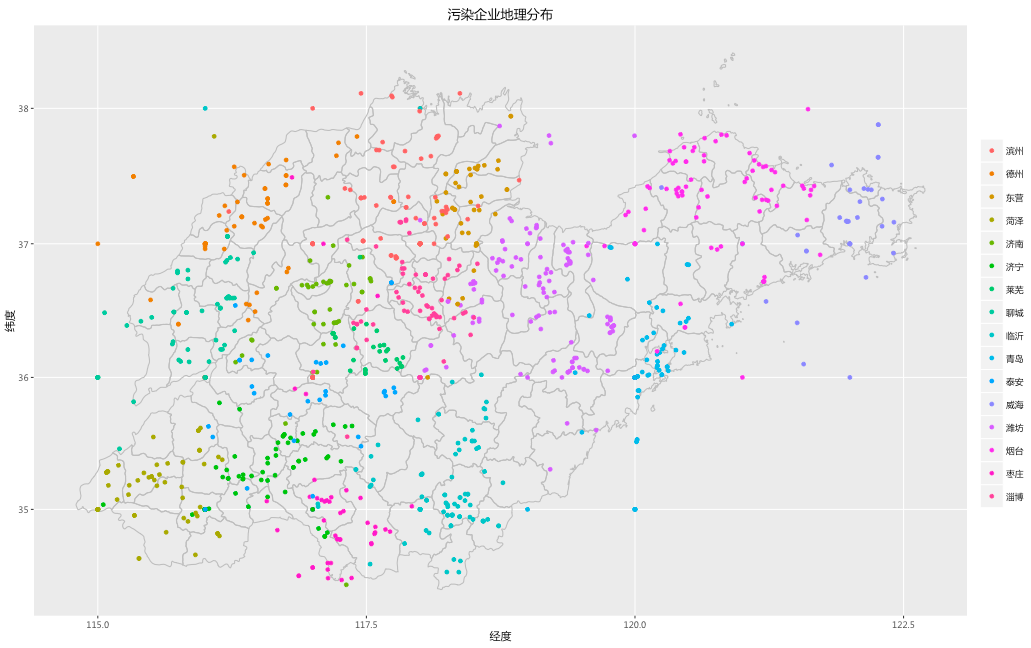 污染企业地理分布
38
37
36
35
纬度
115.0
117.5
120.0
122.5
经度
滨州
德州
东营
菏泽
济南
济宁
莱芜
聊城
临沂
青岛
泰安
威海
潍坊
烟台
枣庄
淄博